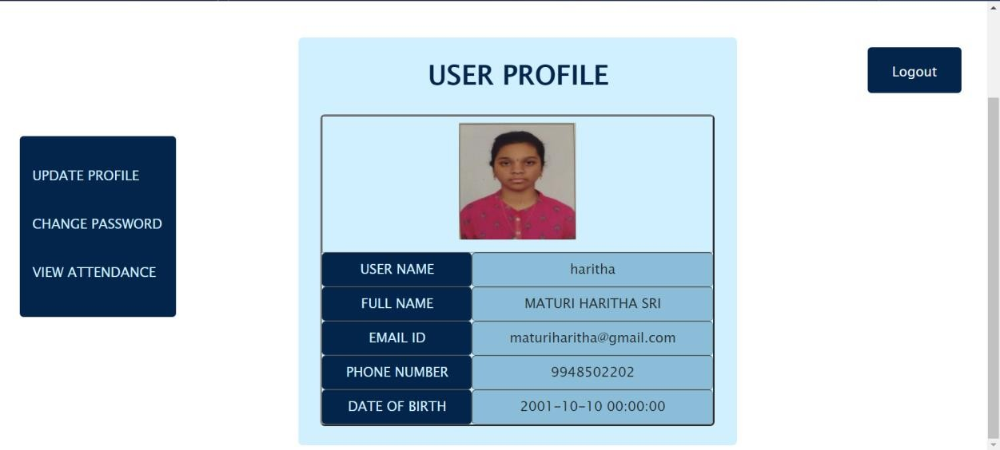 USER PROFILE
Logout
UPDATE PROFILE
CHANGE PASSWORD
VIEW ATTENDANCE
USER NAME haritha
FULL NAME MATURI HARITHA SRI
EMAIL ID maturiharitha@gmail.com
PHONE NUMBER 9948502202
DATE OF BIRTH 2001-10-10 00:00:00